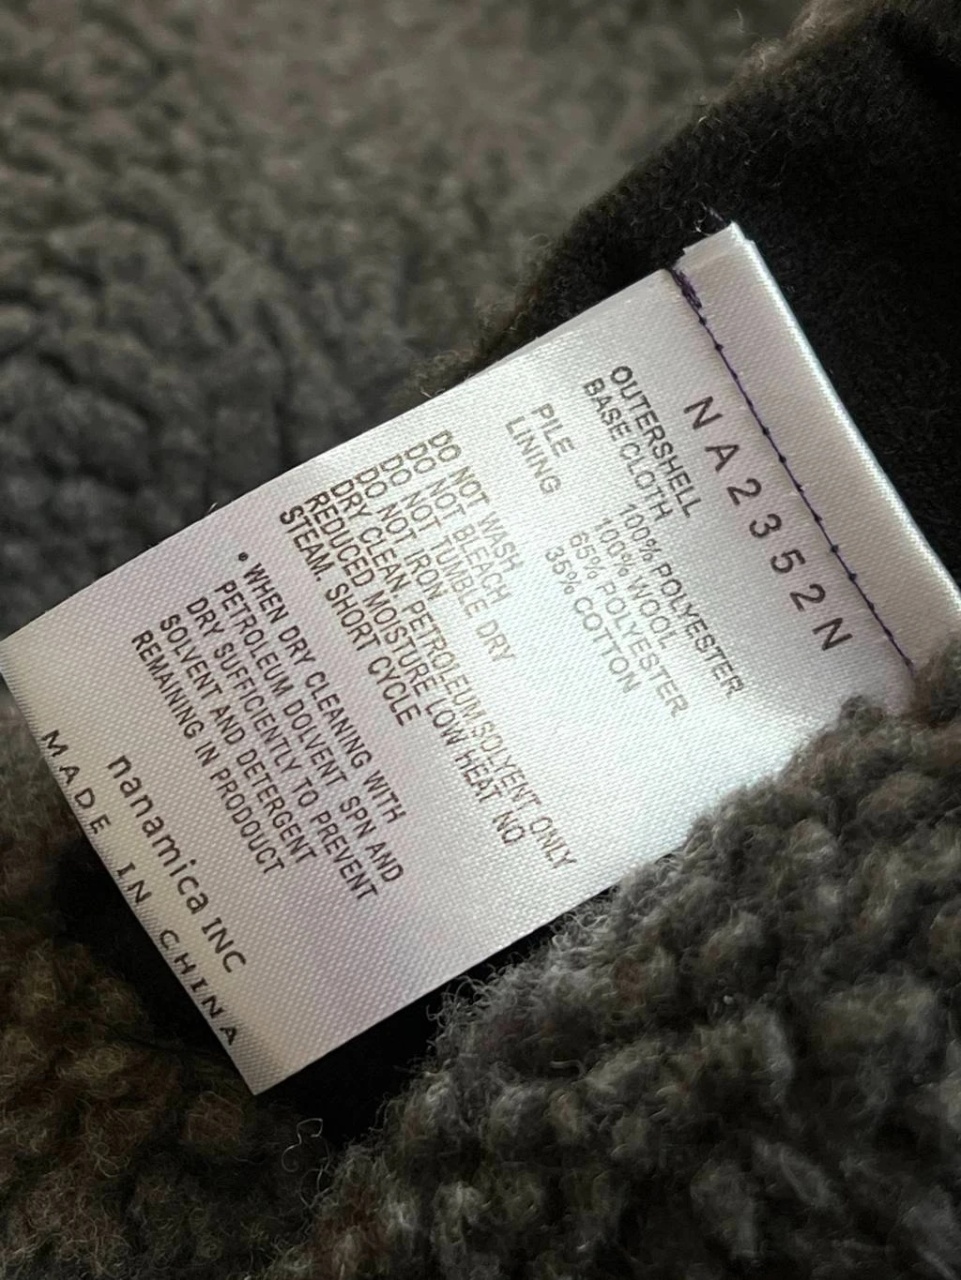 NA2352N
OUTERSHELL
BASE CLOTH 100% POLYESTER
PILE 100% WOOL
LINING 65% POLYESTER
35% COTTON
DO NOT WASH
DO NOT BLEACH
DO NOT TUMBLE DRY
DO NOT IRON
DRY CLEAN, PETROLEUM SOLYENT ONLY
REDUCED MOISTURE LOW HEAT NO
STEAM. SHORT CYCLE
• WHEN DRY CLEANING WITH
PETROLEUM DOLVENT SPN AND
DRY SUFFICIENTLY TO PREVENT
SOLVENT AND DETERGENT
REMAINING IN PRODOUCT
nanamica INC
MADE IN CHINA